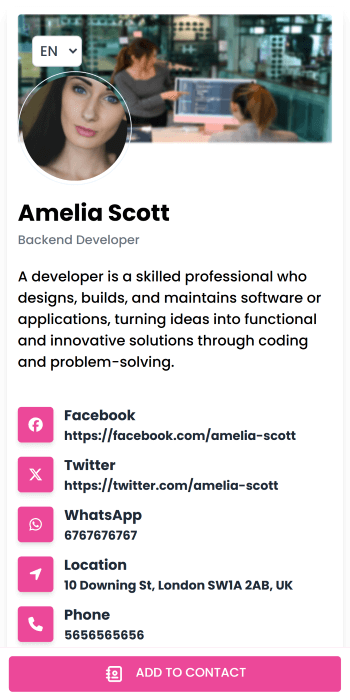 EN
Amelia Scott
Backend Developer
A developer is a skilled professional who
designs, builds, and maintains software or
applications, turning ideas into functional
and innovative solutions through coding
and problem-solving.
Facebook
https://facebook.com/amelia-scott
Twitter
https://twitter.com/amelia-scott
WhatsApp
6767676767
Location
10 Downing St, London SW1A 2AB, UK
Phone
5656565656
ADD TO CONTACT